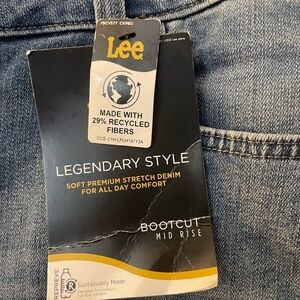 Lee
MADE WITH
29% RECYCLED
FIBERS
LEGENDARY STYLE
SOFT PREMIUM STRETCH DENIM
FOR ALL DAY COMFORT
BOOTCUT
MID RISE
REPREVE
Sustainably Made